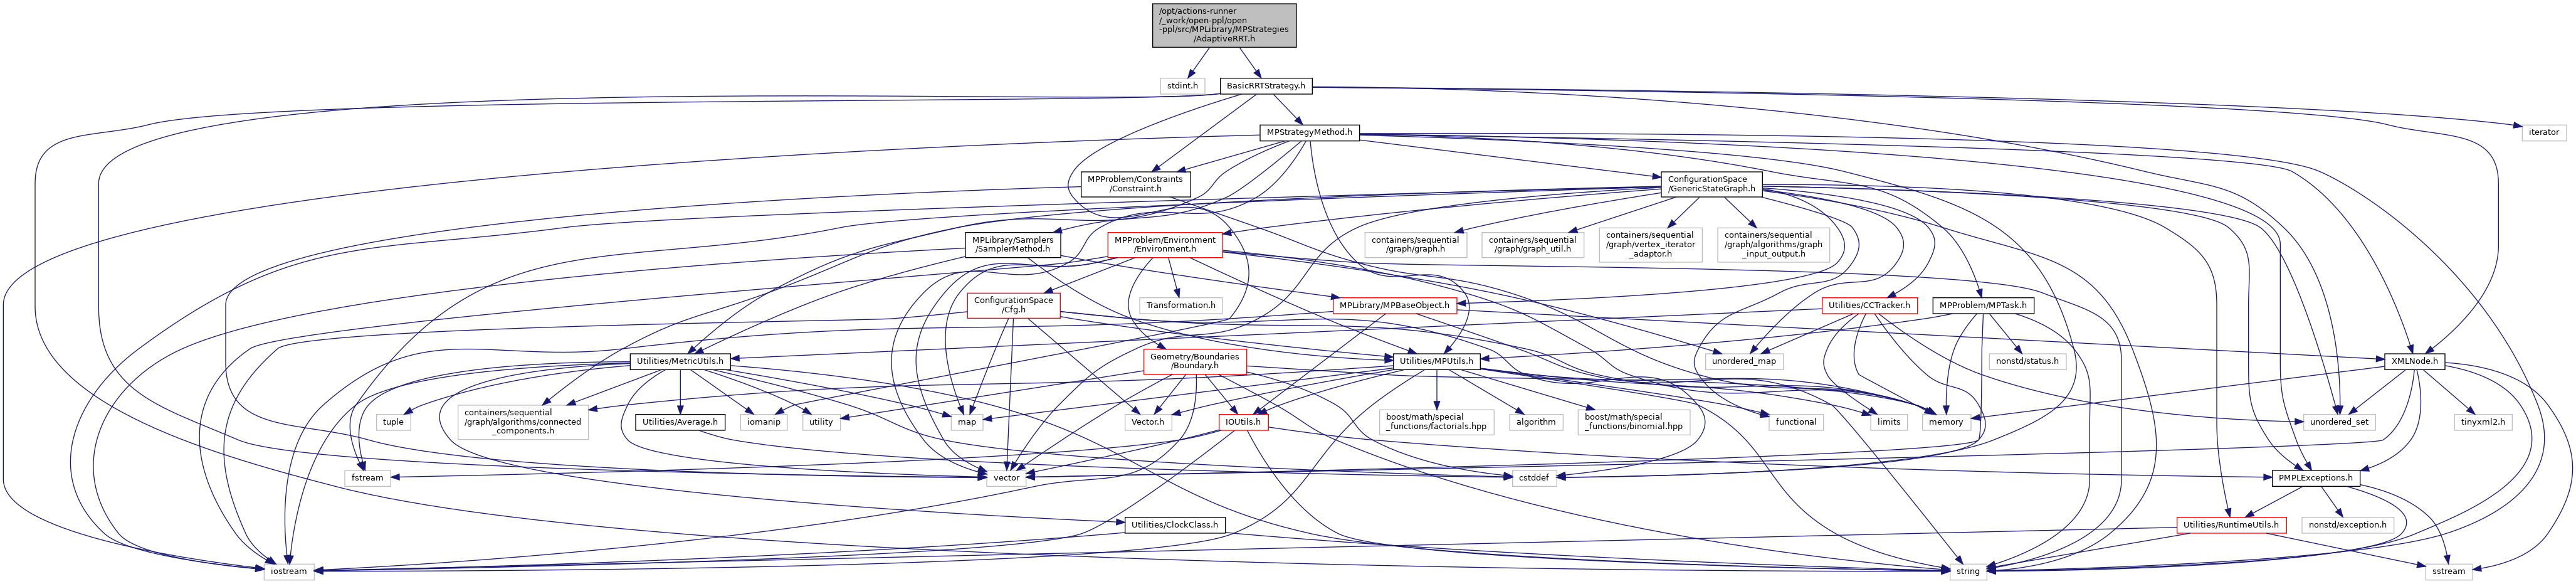 /opt/actions-runner
/_work/open-ppl/open
-ppl/src/MPLibrary/MPStrategies
/AdaptiveRRT.h
stdint.h
BasicRRTStrategy.h
MPStrategyMethod.h
iterator
MPProblem/Constraints
/Constraint.h
ConfigurationSpace
/GenericStateGraph.h
MPLibrary/Samplers
/SamplerMethod.h
MPProblem/Environment
/Environment.h
containers/sequential
/graph/graph.h
containers/sequential
/graph/graph_util.h
containers/sequential
/graph/vertex_iterator
_adaptor.h
containers/sequential
/graph/algorithms/graph
_input_output.h
ConfigurationSpace
/Cfg.h
Transformation.h
MPLibrary/MPBaseObject.h
Utilities/CCTracker.h
MPProblem/MPTask.h
Utilities/MetricUtils.h
Geometry/Boundaries
/Boundary.h
Utilities/MPUtils.h
unordered_map
nonstd/status.h
XMLNode.h
tuple
containers/sequential
/graph/algorithms/connected
_components.h
Utilities/Average.h
iomanip
utility
map
Vector.h
IOUtils.h
boost/math/special
_functions/factorials.hpp
algorithm
boost/math/special
_functions/binomial.hpp
functional
limits
memory
unordered_set
tinyxml2.h
fstream
vector
cstddef
PMPLExceptions.h
Utilities/ClockClass.h
Utilities/RuntimeUtils.h
nonstd/exception.h
iostream
string
sstream